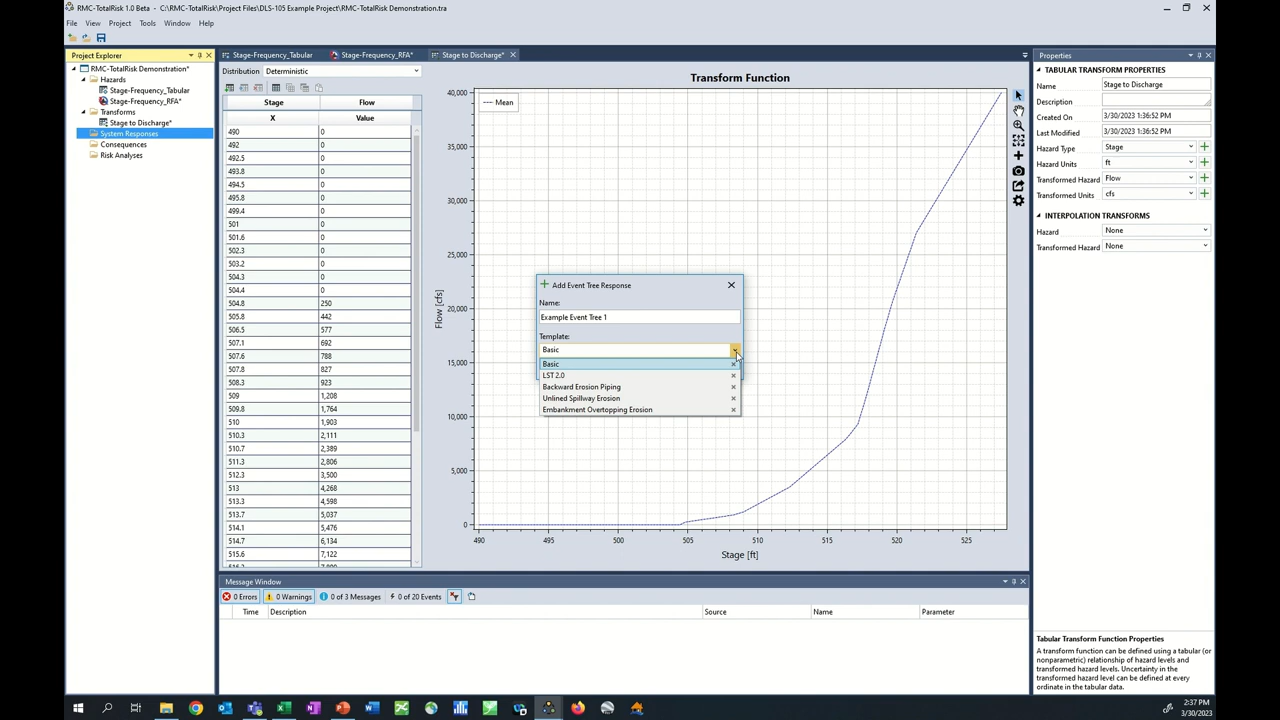 RMC-TotalRisk 1.0 Beta - C:\RMC-TotalRisk\Project Files\DLS-105 Example Project\RMC-TotalRisk Demonstration.tra
File View Project Tools Window Help
Project Explorer
RMC-TotalRisk Demonstration*
Hazards
Stage-Frequency_Tabular
Stage-Frequency_RFA*
Transforms
Stage to Discharge*
System Responses
Consequences
Risk Analyses
Stage-Frequency_Tabular Stage-Frequency_RFA* Stage to Discharge*
Distribution Deterministic
Stage Flow
X Value
490 0
492 0
492.5 0
493.8 0
494.5 0
495.8 0
499.4 0
501 0
501.6 0
502.3 0
503.2 0
504.3 0
504.4 0
504.8 250
505.8 442
506.5 577
507.1 692
507.6 788
507.8 827
508.3 923
509 1,208
509.8 1,764
510 1,903
510.3 2,111
510.7 2,389
511.3 2,806
512.3 3,500
513 4,268
513.3 4,598
513.7 5,037
514.1 5,476
514.7 6,134
515.6 7,122
Transform Function
Mean
40,000
35,000
30,000
25,000
20,000
15,000
10,000
5,000
0
Flow [cfs]
490 495 500 505 510 515 520 525
Stage [ft]
Add Event Tree Response
Name:
Example Event Tree 1
Template:
Basic
Basic
LST 2.0
Backward Erosion Piping
Unlined Spillway Erosion
Embankment Overtopping Erosion
Message Window
0 Errors 0 Warnings 0 of 3 Messages 0 of 20 Events
Time Description Source Name Parameter
Properties
TABULAR TRANSFORM PROPERTIES
Name Stage to Discharge
Description
Created On 3/30/2023 1:36:52 PM
Last Modified 3/30/2023 1:36:52 PM
Hazard Type Stage
Hazard Units ft
Transformed Hazard Flow
Transformed Units cfs
INTERPOLATION TRANSFORMS
Hazard None
Transformed Hazard None
Tabular Transform Function Properties
A transform function can be defined using a tabular (or
nonparametric) relationship of hazard levels and
transformed hazard levels. Uncertainty in the
transformed hazard level can be defined at every
ordinate in the tabular data.
2:37 PM
3/30/2023